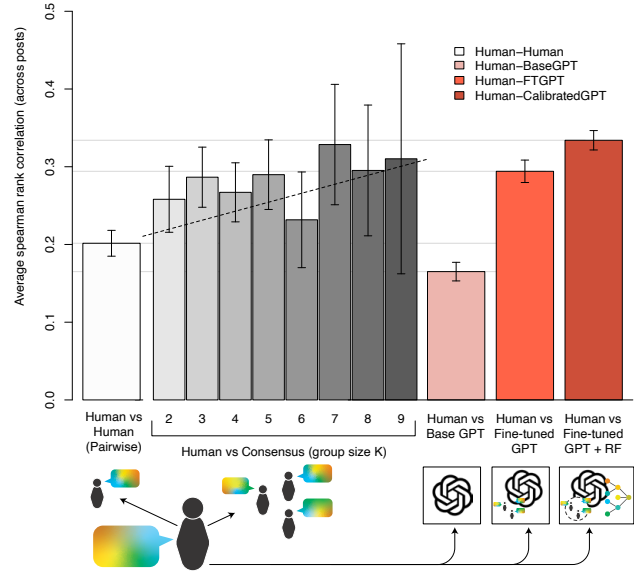 Average spearman rank correlation (across posts)
0.5
0.4
0.3
0.2
0.1
0.0
Human−Human
Human−BaseGPT
Human−FTGPT
Human−CalibratedGPT
Human vs
Human
(Pairwise)
2 3 4 5 6 7 8 9
Human vs Consensus (group size K)
Human vs
Base GPT
Human vs
Fine-tuned
GPT
Human vs
Fine-tuned
GPT + RF